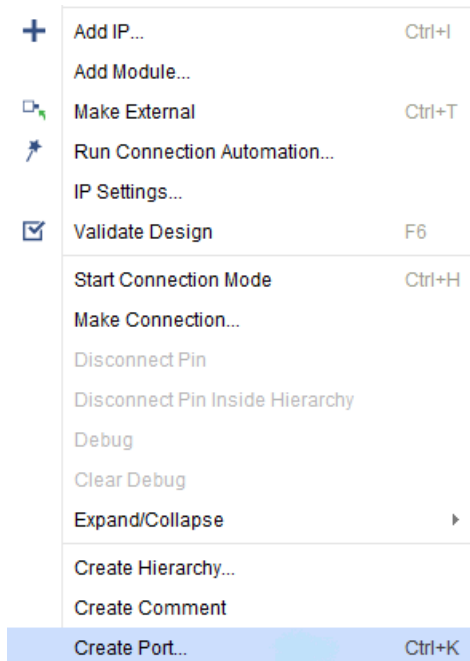 Add IP... Ctrl+I
Add Module...
Make External Ctrl+T
Run Connection Automation...
IP Settings...
Validate Design F6
Start Connection Mode Ctrl+H
Make Connection...
Disconnect Pin
Disconnect Pin Inside Hierarchy
Debug
Clear Debug
Expand/Collapse
Create Hierarchy...
Create Comment
Create Port... Ctrl+K